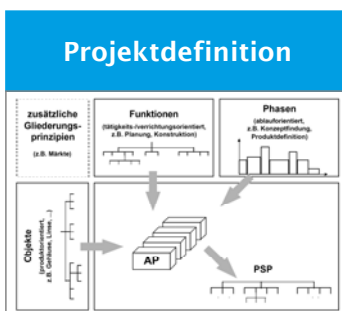 Projektdefinition
zusätzliche
Gliederungs-
prinzipien
(z.B. Märkte)
Funktionen
(tätigkeits-/verrichtungsorientiert,
z.B. Planung, Konstruktion)
Phasen
(ablauforientiert,
z.B. Konzeptfindung,
Produktdefinition)
Objekte
(produktorientiert,
z.B. Gehäuse, Linse, ...)
AP
PSP